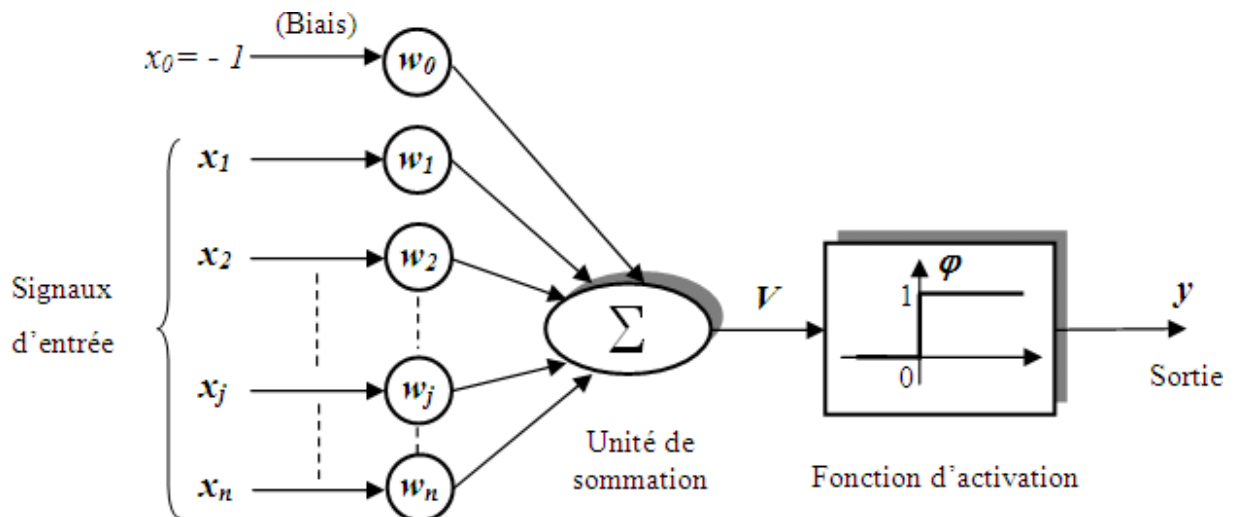 (Biais)
x₀ = - 1
w₀
x₁
w₁
x₂
w₂
Signaux
d'entrée
xⱼ
wⱼ
xₙ
wₙ
Σ
Unité de
sommation
V
φ
1
0
Fonction d'activation
y
Sortie